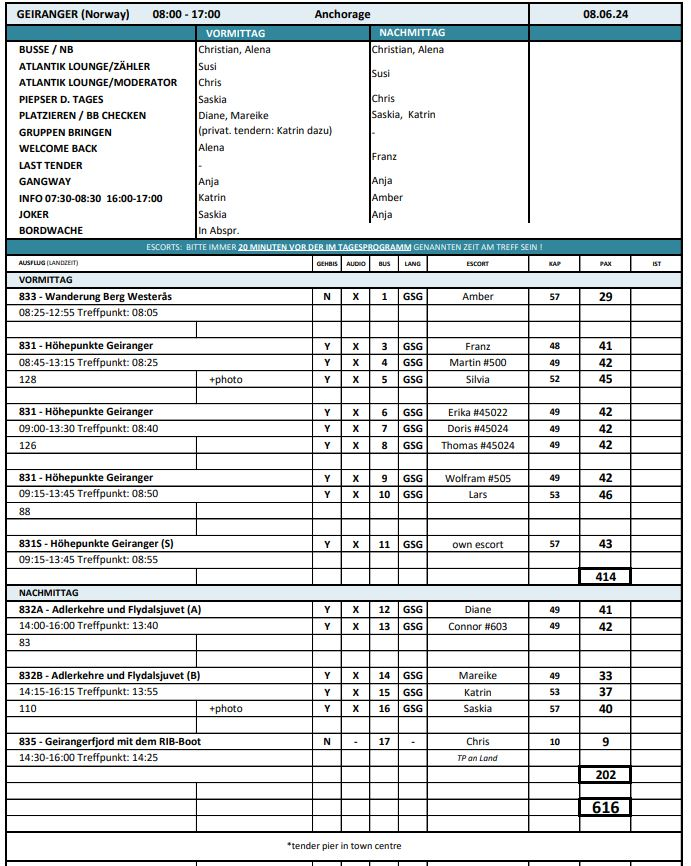 GEIRANGER (Norway) 08:00 - 17:00 Anchorage 08.06.24
VORMITTAG NACHMITTAG
BUSSE / NB Christian, Alena Christian, Alena
ATLANTIK LOUNGE/ZÄHLER Susi Susi
ATLANTIK LOUNGE/MODERATOR Chris
PIEPSER D. TAGES Saskia Chris
PLATZIEREN / BB CHECKEN Diane, Mareike Saskia, Katrin
GRUPPEN BRINGEN (privat. tendern: Katrin dazu) -
WELCOME BACK Alena Franz
LAST TENDER -
GANGWAY Anja Anja
INFO 07:30-08:30 16:00-17:00 Katrin Amber
JOKER Saskia Anja
BORDWACHE In Abspr.
ESCORTS: BITTE IMMER 20 MINUTEN VOR DER IM TAGESPROGRAMM GENANNTEN ZEIT AM TREFF SEIN !
AUSFLUG (LANDZEIT) GEHBIS AUDIO BUS LANG ESCORT KAP PAX IST
VORMITTAG
833 - Wanderung Berg Westerås N X 1 GSG Amber 57 29
08:25-12:55 Treffpunkt: 08:05
831 - Höhepunkte Geiranger Y X 3 GSG Franz 48 41
08:45-13:15 Treffpunkt: 08:25 Y X 4 GSG Martin #500 49 42
128 +photo Y X 5 GSG Silvia 52 45
831 - Höhepunkte Geiranger Y X 6 GSG Erika #45022 49 42
09:00-13:30 Treffpunkt: 08:40 Y X 7 GSG Doris #45024 49 42
126 Y X 8 GSG Thomas #45024 49 42
831 - Höhepunkte Geiranger Y X 9 GSG Wolfram #505 49 42
09:15-13:45 Treffpunkt: 08:50 Y X 10 GSG Lars 53 46
88
831S - Höhepunkte Geiranger (S) Y X 11 GSG own escort 57 43
09:15-13:45 Treffpunkt: 08:55
414
NACHMITTAG
832A - Adlerkehre und Flydalsjuvet (A) Y X 12 GSG Diane 49 41
14:00-16:00 Treffpunkt: 13:40 Y X 13 GSG Connor #603 49 42
83
832B - Adlerkehre und Flydalsjuvet (B) Y X 14 GSG Mareike 49 33
14:15-16:15 Treffpunkt: 13:55 Y X 15 GSG Katrin 53 37
110 +photo Y X 16 GSG Saskia 57 40
835 - Geirangerfjord mit dem RIB-Boot N - 17 - Chris 10 9
14:30-16:00 Treffpunkt: 14:25 TP an Land
202
616
*tender pier in town centre